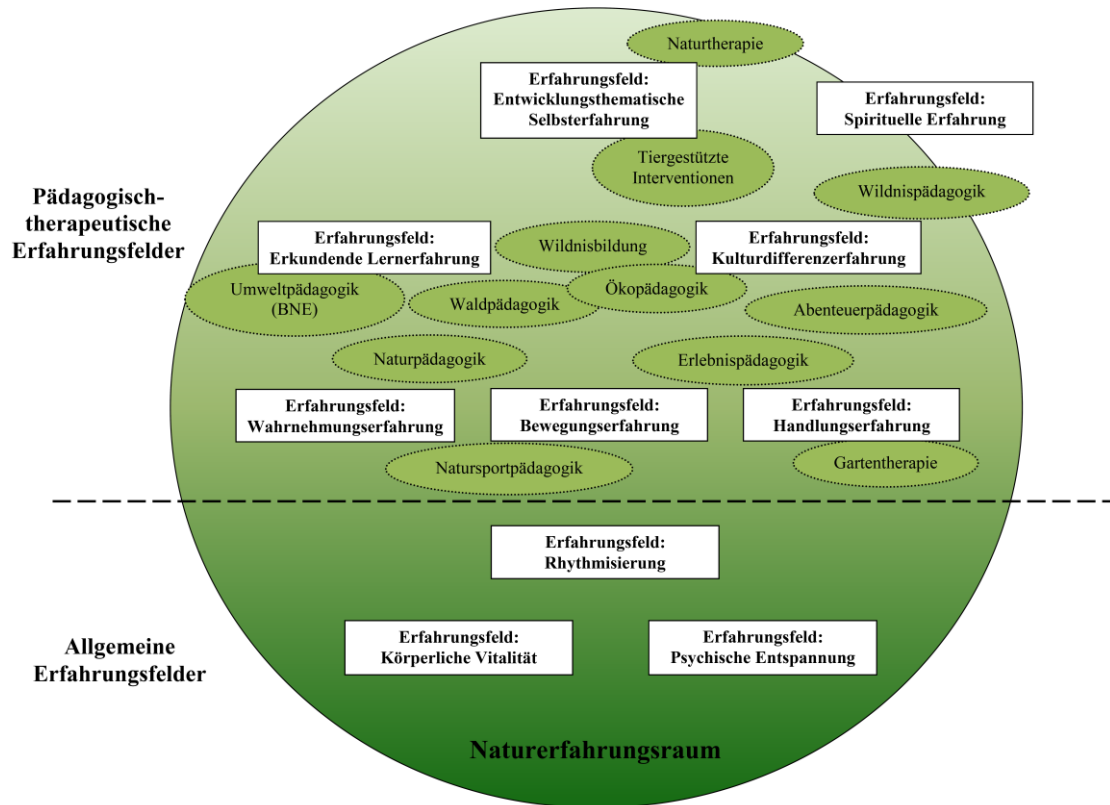 Naturtherapie
Erfahrungsfeld:
Entwicklungsthematische
Selbsterfahrung
Erfahrungsfeld:
Spirituelle Erfahrung
Tiergestützte
Interventionen
Wildnispädagogik
Pädagogisch-
therapeutische
Erfahrungsfelder
Erfahrungsfeld:
Erkundende Lernerfahrung
Wildnisbildung
Erfahrungsfeld:
Kulturdifferenzerfahrung
Umweltpädagogik
(BNE)
Waldpädagogik
Ökopädagogik
Abenteuerpädagogik
Naturpädagogik
Erlebnispädagogik
Erfahrungsfeld:
Wahrnehmungserfahrung
Erfahrungsfeld:
Bewegungserfahrung
Erfahrungsfeld:
Handlungserfahrung
Natursportpädagogik
Gartentherapie
Erfahrungsfeld:
Rhythmisierung
Allgemeine
Erfahrungsfelder
Erfahrungsfeld:
Körperliche Vitalität
Erfahrungsfeld:
Psychische Entspannung
Naturerfahrungsraum